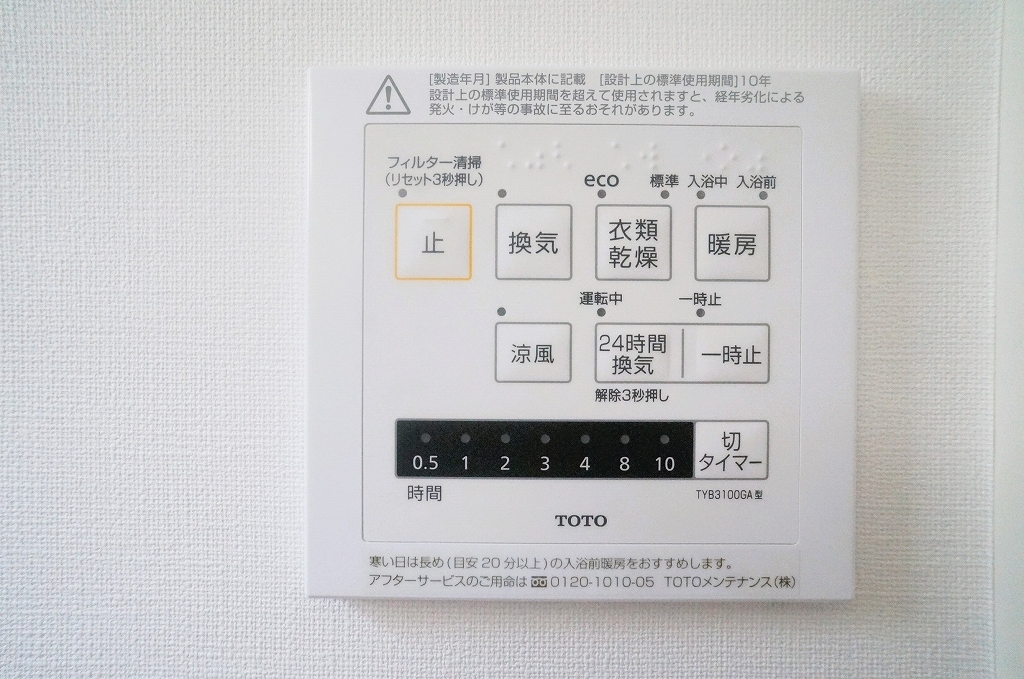 [製造年月] 製品本体に記載 [設計上の標準使用期間]10年
設計上の標準使用期間を超えて使用されますと、経年劣化による
発火・けが等の事故に至るおそれがあります。
フィルター清掃
(リセット3秒押し)
eco 標準 入浴中 入浴前
止 換気 衣類
乾燥 暖房
運転中 一時止
涼風 24時間
換気 一時止
解除3秒押し
0.5 1 2 3 4 8 10 切
タイマー
時間
TYB3100GA型
TOTO
寒い日は長め(目安20分以上)の入浴前暖房をおすすめします。
アフターサービスのご用命は 0120-1010-05 TOTOメンテナンス(株)